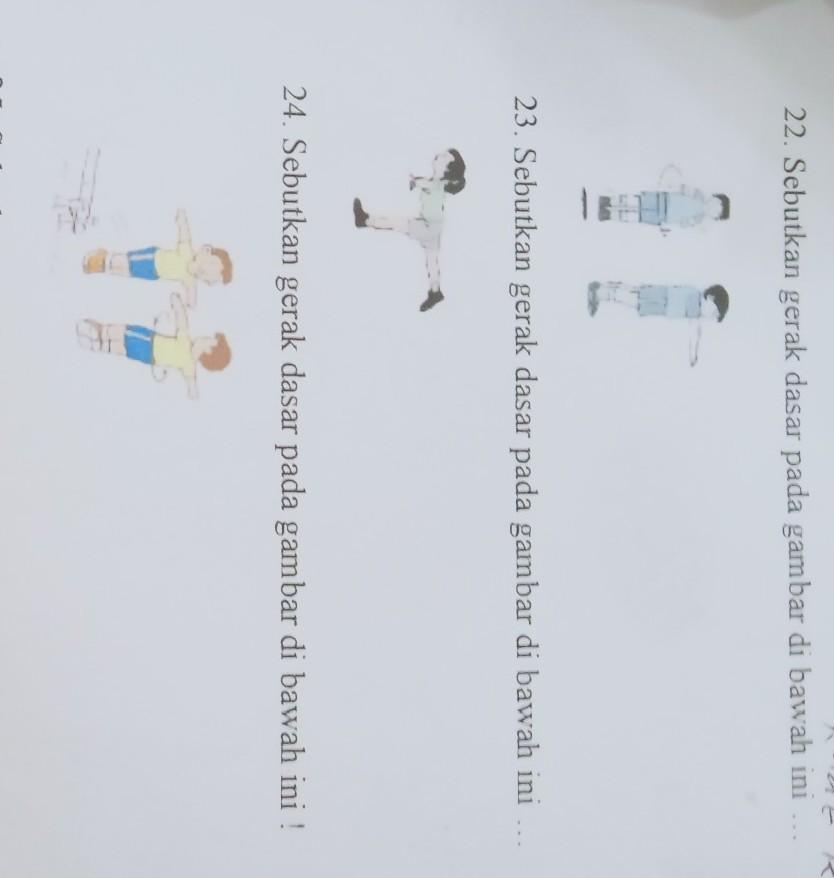 22. Sebutkan gerak dasar pada gambar di bawah ini ...
23. Sebutkan gerak dasar pada gambar di bawah ini ...
24. Sebutkan gerak dasar pada gambar di bawah ini !